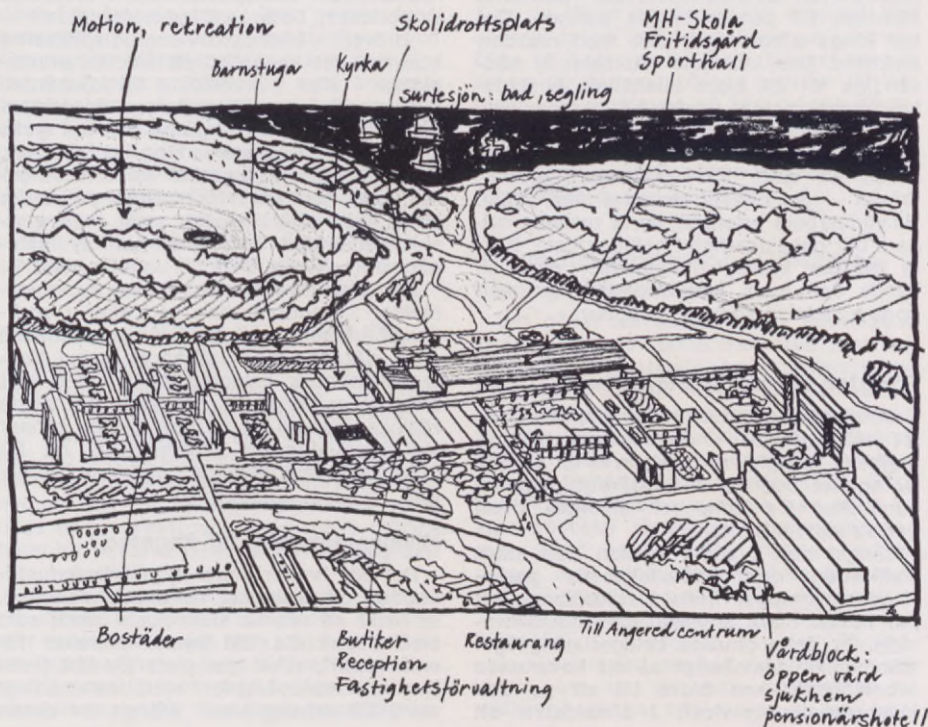 Motion, rekreation
Skolidrottsplats
MH-Skola
Fritidsgård
Sporthall
Barnstuga
Kyrka
surtesjön: bad, segling
Bostäder
Butiker
Reception
Fastighetsförvaltning
Restaurang
Till Angered centrum
Vårdblock:
öppen vård
sjukhem,
pensionärshotell